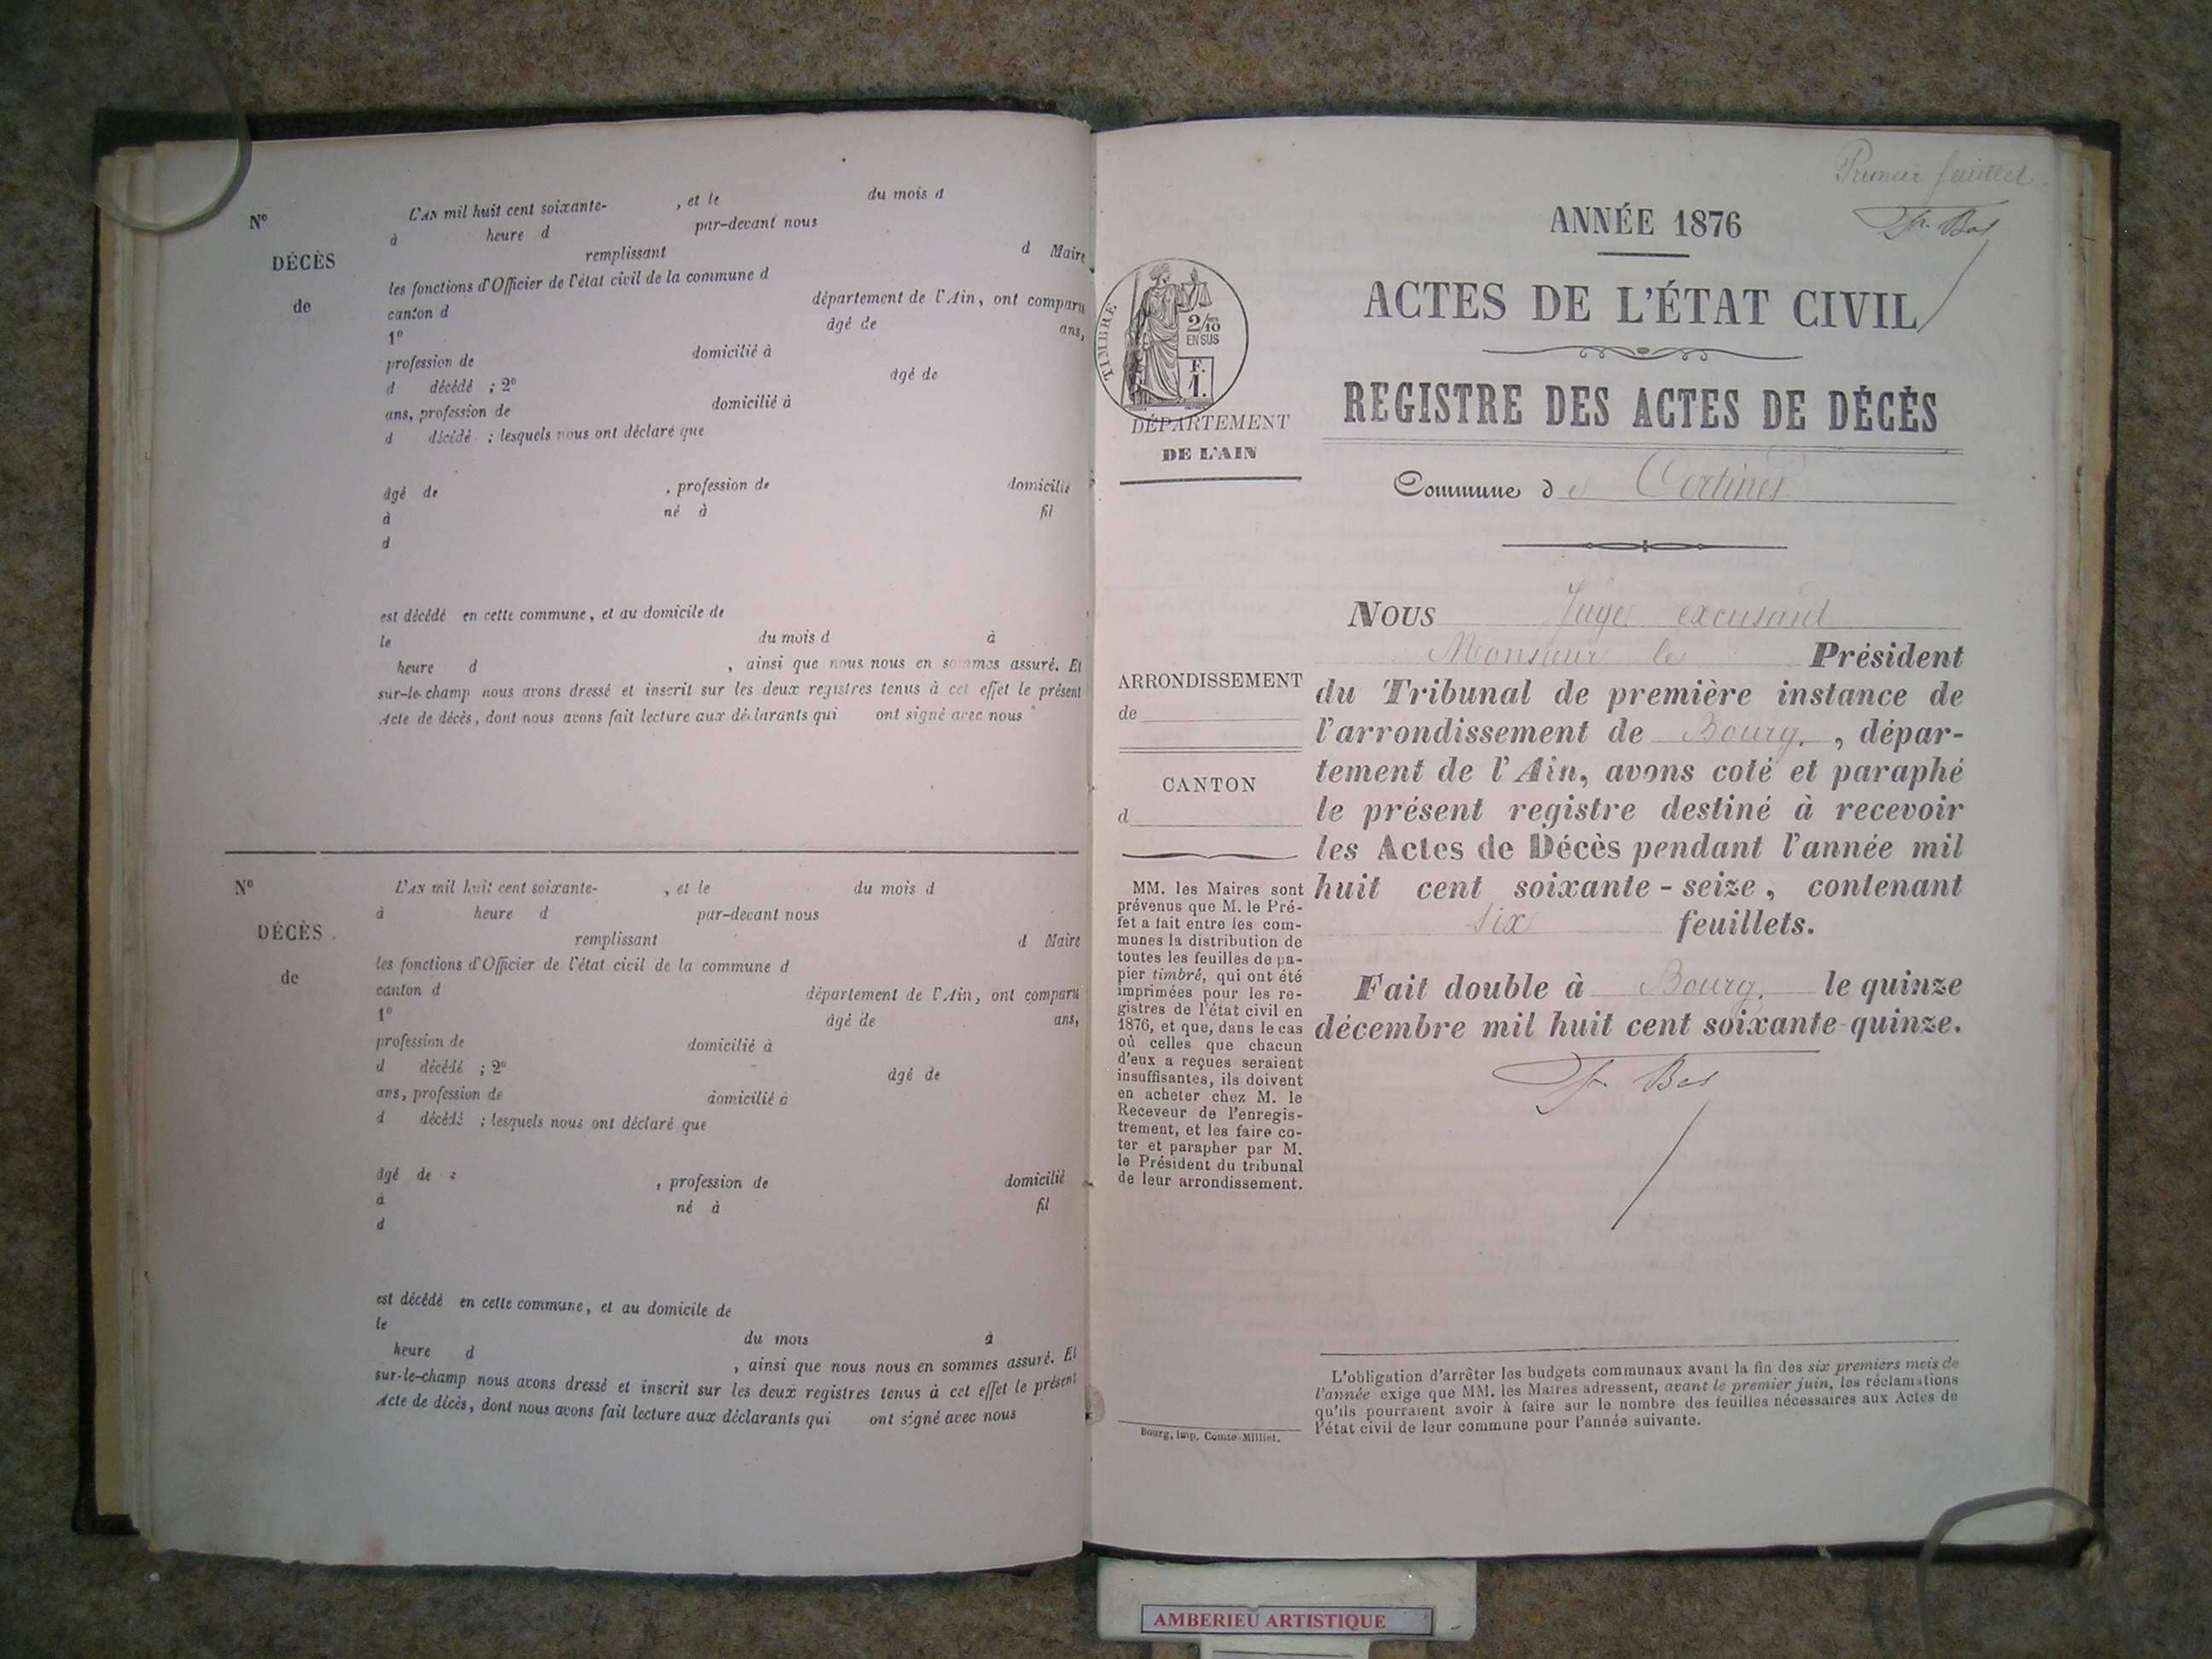 N°
DÉCÈS
de
L'AN mil huit cent soixante- , et le du mois d
à heure d par-devant nous
remplissant d Maire
les fonctions d'Officier de l'état civil de la commune d
canton d département de l'Ain, ont comparu
1° âgé de ans,
profession de domicilié à
d décédé ; 2° âgé de
ans, profession de domicilié à
d décédé ; lesquels nous ont déclaré que
âgé de , profession de domicilié
à né à fil
d
est décédé en cette commune, et au domicile de
le du mois d à
heure d , ainsi que nous nous en sommes assuré. Et
sur-le-champ nous avons dressé et inscrit sur les deux registres tenus à cet effet le présent
Acte de décès, dont nous avons fait lecture aux déclarants qui ont signé avec nous
N°
DÉCÈS
de
L'AN mil huit cent soixante- , et le du mois d
à heure d par-devant nous
remplissant d Maire
les fonctions d'Officier de l'état civil de la commune d
canton d département de l'Ain, ont comparu
1° âgé de ans,
profession de domicilié à
d décédé ; 2° âgé de
ans, profession de domicilié à
d décédé ; lesquels nous ont déclaré que
âgé de , profession de domicilié
à né à fil
d
est décédé en cette commune, et au domicile de
le du mois à
heure d , ainsi que nous nous en sommes assuré. Et
sur-le-champ nous avons dressé et inscrit sur les deux registres tenus à cet effet le présent
Acte de décès, dont nous avons fait lecture aux déclarants qui ont signé avec nous
Premier feuillet
ANNÉE 1876
ACTES DE L'ÉTAT CIVIL
REGISTRE DES ACTES DE DÉCÈS
TIMBRE
2/10
EN SUS
F.
1.
DÉPARTEMENT
DE L'AIN
Commune de Certines
ARRONDISSEMENT
de
CANTON
d
MM. les Maires sont
prévenus que M. le Pré-
fet a fait entre les com-
munes la distribution de
toutes les feuilles de pa-
pier timbré, qui ont été
imprimées pour les re-
gistres de l'état civil en
1876, et que, dans le cas
où celles que chacun
d'eux a reçues seraient
insuffisantes, ils doivent
en acheter chez M. le
Receveur de l'enregis-
trement, et les faire co-
ter et parapher par M.
le Président du tribunal
de leur arrondissement.
Bourg, imp. Comte-Milliet.
NOUS Juge excusant
Monsieur le Président
du Tribunal de première instance de
l'arrondissement de Bourg, , dépar-
tement de l'Ain, avons coté et paraphé
le présent registre destiné à recevoir
les Actes de Décès pendant l'année mil
huit cent soixante-seize, contenant
six feuillets.
Fait double à Bourg, le quinze
décembre mil huit cent soixante-quinze.
L'obligation d'arrêter les budgets communaux avant la fin des six premiers mois de
l'année exige que MM. les Maires adressent, avant le premier juin, les réclamations
qu'ils pourraient avoir à faire sur le nombre des feuilles nécessaires aux Actes de
l'état civil de leur commune pour l'année suivante.
AMBERIEU ARTISTIQUE